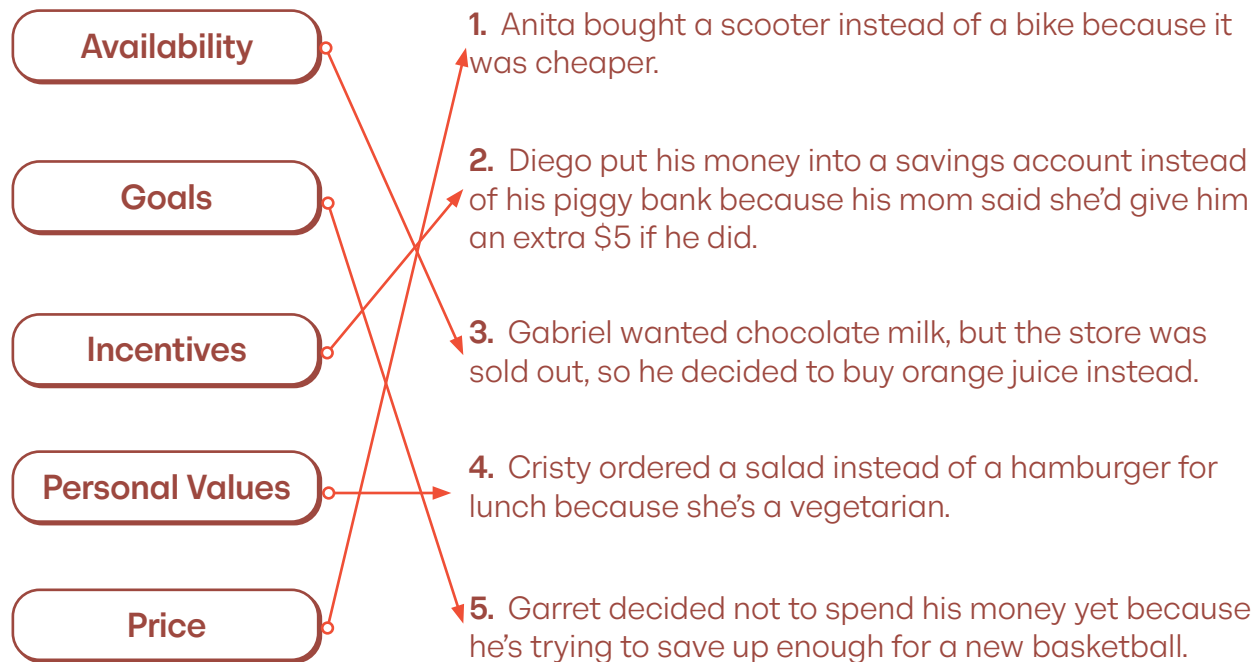 Availability
Goals
Incentives
Personal Values
Price
1. Anita bought a scooter instead of a bike because it
was cheaper.
2. Diego put his money into a savings account instead
of his piggy bank because his mom said she’d give him
an extra $5 if he did.
3. Gabriel wanted chocolate milk, but the store was
sold out, so he decided to buy orange juice instead.
4. Cristy ordered a salad instead of a hamburger for
lunch because she’s a vegetarian.
5. Garret decided not to spend his money yet because
he’s trying to save up enough for a new basketball.